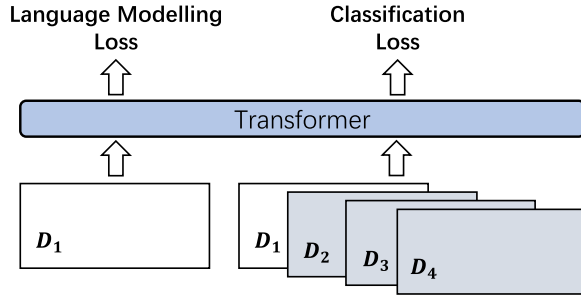 Language Modelling Classification
Loss Loss
Transformer
D₁ D₁ D₂ D₃ D₄